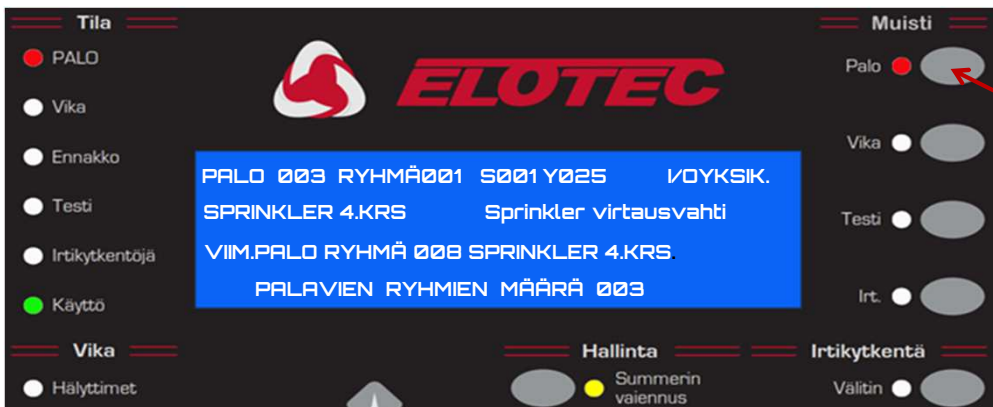 Tila
PALO
Vika
Ennakko
Testi
Irtikytkentöjä
Käyttö
Vika
Hälyttimet
ELOTEC
PALO 003 RYHMÄ001 S001 Y025 I/OYKSIK.
SPRINKLER 4.KRS Sprinkler virtausvahti
VIIM.PALO RYHMÄ 008 SPRINKLER 4.KRS.
PALAVIEN RYHMIEN MÄÄRÄ 003
Hallinta
Summerin
vaiennus
Muisti
Palo
Vika
Testi
Irt.
Irtikytkentä
Välitin